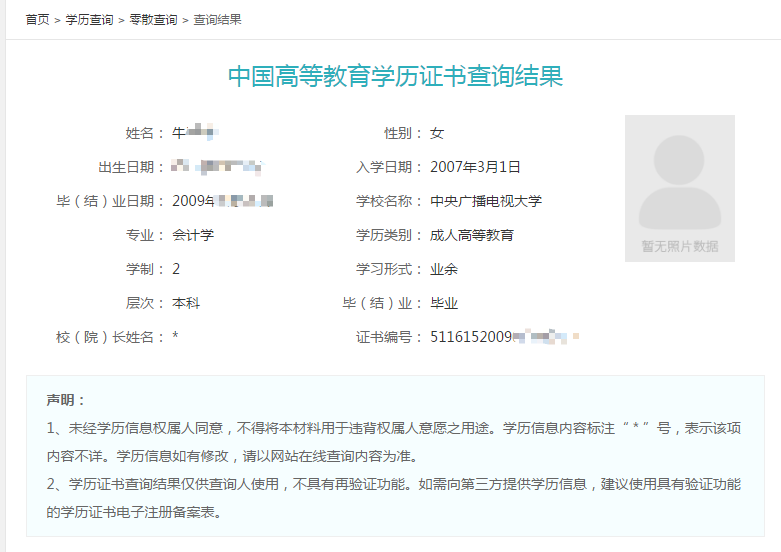 首页 > 学历查询 > 零散查询 > 查询结果
中国高等教育学历证书查询结果
姓名： 牛 性别： 女
出生日期： 入学日期： 2007年3月1日
毕（结）业日期： 2009年 学校名称： 中央广播电视大学
专业： 会计学 学历类别： 成人高等教育
学制： 2 学习形式： 业余
层次： 本科 毕（结）业： 毕业
校（院）长姓名： * 证书编号： 5116152009
暂无照片数据
声明：
1、未经学历信息权属人同意，不得将本材料用于违背权属人意愿之用途。学历信息内容标注“ * ”号，表示该项
内容不详。学历信息如有修改，请以网站在线查询内容为准。
2、学历证书查询结果仅供查询人使用，不具有再验证功能。如需向第三方提供学历信息，建议使用具有验证功能
的学历证书电子注册备案表。